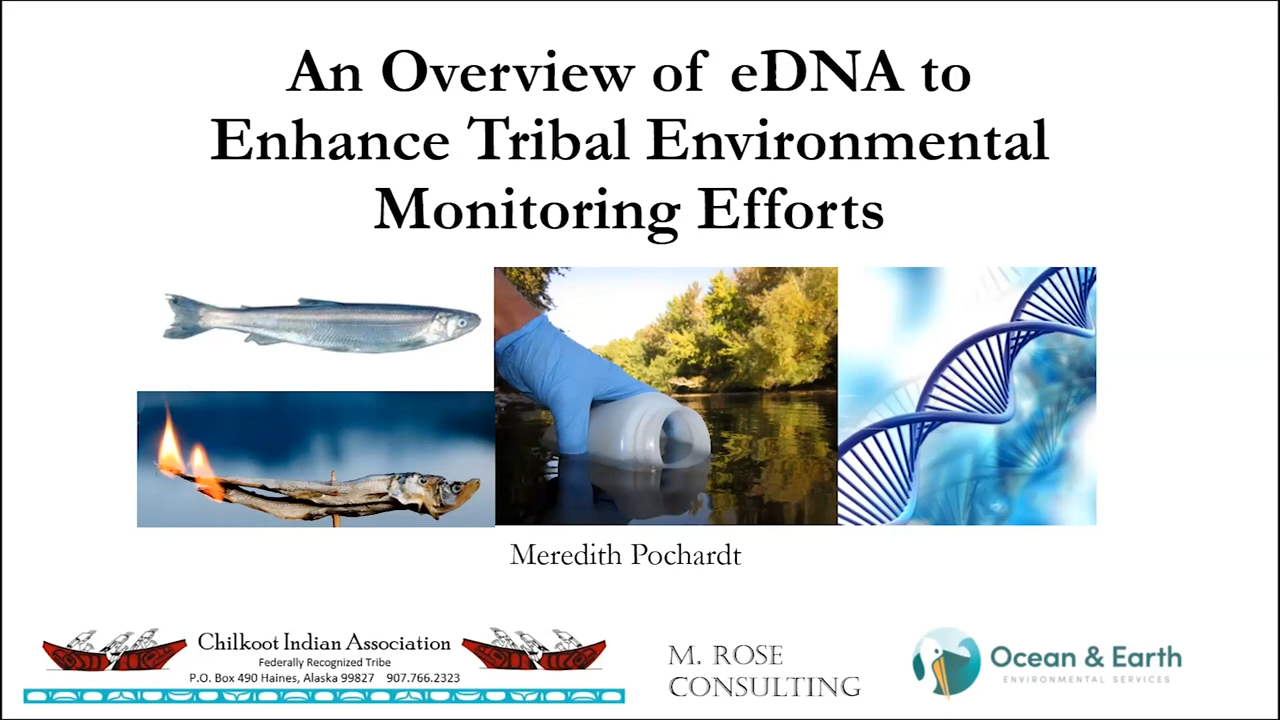 An Overview of eDNA to
Enhance Tribal Environmental
Monitoring Efforts
Meredith Pochardt
Chilkoot Indian Association
Federally Recognized Tribe
P.O. Box 490 Haines, Alaska 99827 907.766.2323
M. ROSE
CONSULTING
Ocean & Earth
ENVIRONMENTAL SERVICES